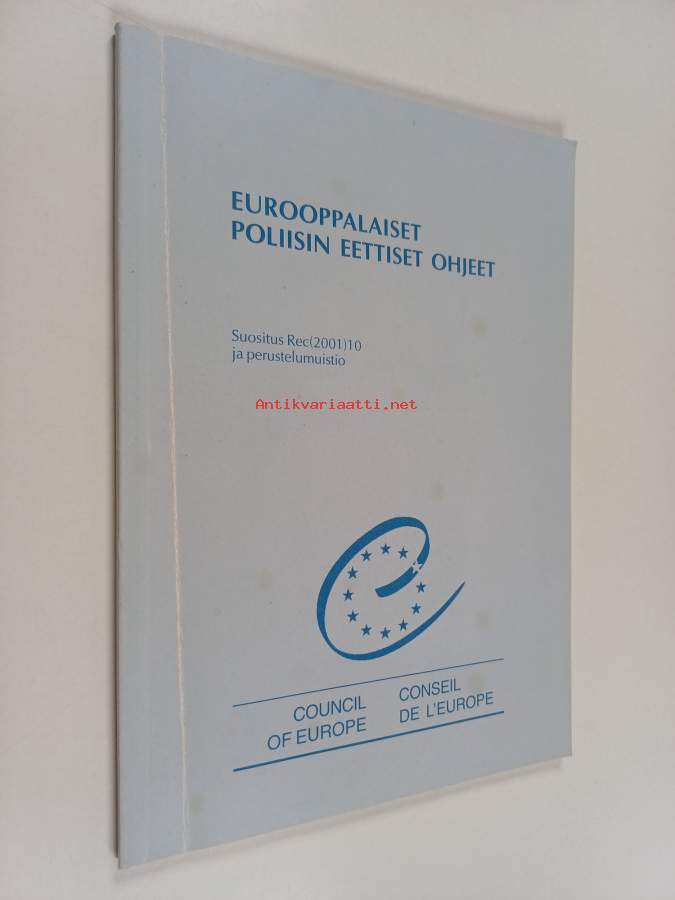 EUROOPPALAISET
POLIISIN EETTISET OHJEET
Suositus Rec(2001)10
ja perustelumuistio
Antikvariaatti.net
COUNCIL
OF EUROPE
CONSEIL
DE L'EUROPE